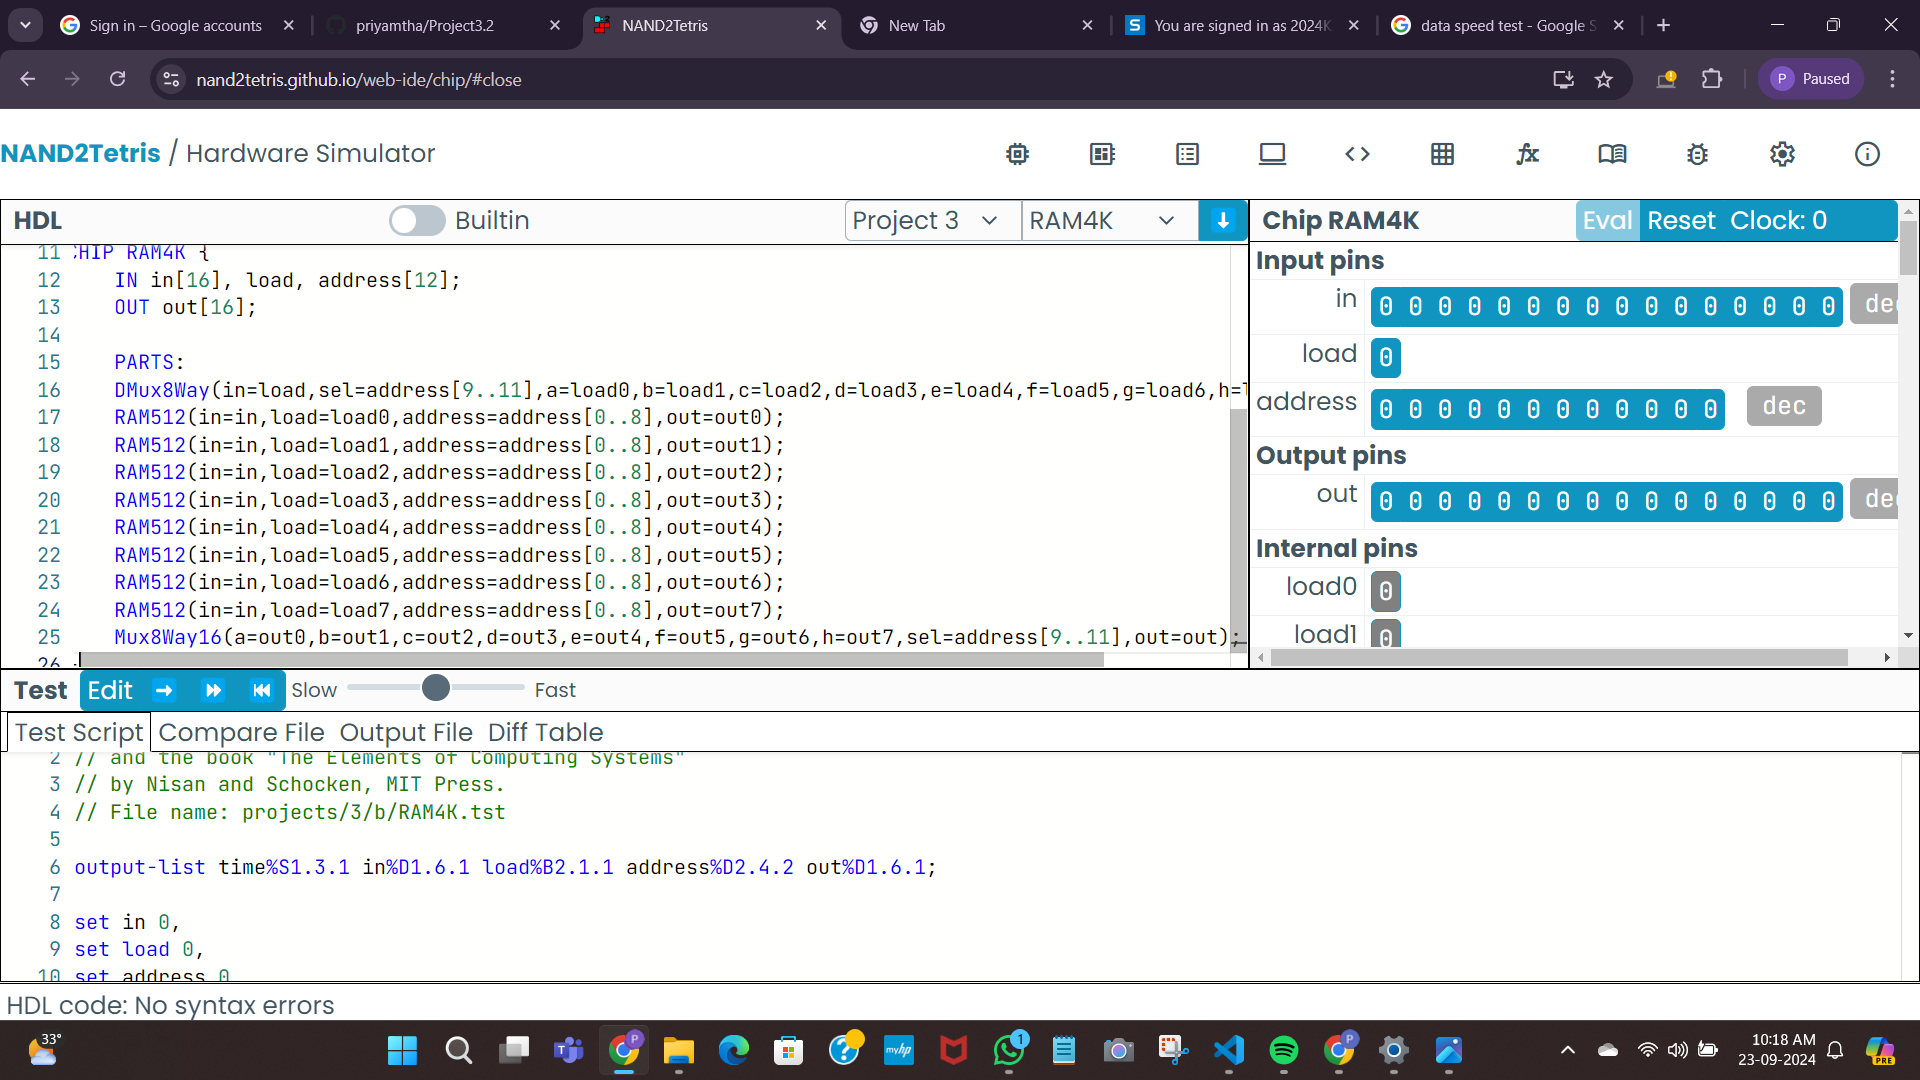 Sign in – Google accounts
priyamtha/Project3.2
NAND2Tetris
New Tab
You are signed in as 2024K
data speed test - Google S
nand2tetris.github.io/web-ide/chip/#close
P Paused
NAND2Tetris / Hardware Simulator
HDL
Builtin
Project 3
RAM4K
Chip RAM4K
Eval Reset Clock: 0
11 CHIP RAM4K {
12 IN in[16], load, address[12];
13 OUT out[16];
14
15 PARTS:
16 DMux8Way(in=load,sel=address[9..11],a=load0,b=load1,c=load2,d=load3,e=load4,f=load5,g=load6,h=l
17 RAM512(in=in,load=load0,address=address[0..8],out=out0);
18 RAM512(in=in,load=load1,address=address[0..8],out=out1);
19 RAM512(in=in,load=load2,address=address[0..8],out=out2);
20 RAM512(in=in,load=load3,address=address[0..8],out=out3);
21 RAM512(in=in,load=load4,address=address[0..8],out=out4);
22 RAM512(in=in,load=load5,address=address[0..8],out=out5);
23 RAM512(in=in,load=load6,address=address[0..8],out=out6);
24 RAM512(in=in,load=load7,address=address[0..8],out=out7);
25 Mux8Way16(a=out0,b=out1,c=out2,d=out3,e=out4,f=out5,g=out6,h=out7,sel=address[9..11],out=out);
26
Input pins
in 0 0 0 0 0 0 0 0 0 0 0 0 0 0 0 0 dec
load 0
address 0 0 0 0 0 0 0 0 0 0 0 0 dec
Output pins
out 0 0 0 0 0 0 0 0 0 0 0 0 0 0 0 0 dec
Internal pins
load0 0
load1 0
Test Edit Slow Fast
Test Script Compare File Output File Diff Table
2 // and the book "The Elements of Computing Systems"
3 // by Nisan and Schocken, MIT Press.
4 // File name: projects/3/b/RAM4K.tst
5
6 output-list time%S1.3.1 in%D1.6.1 load%B2.1.1 address%D2.4.2 out%D1.6.1;
7
8 set in 0,
9 set load 0,
10 set address 0
HDL code: No syntax errors
33°
myhp
1
10:18 AM
23-09-2024
PRE